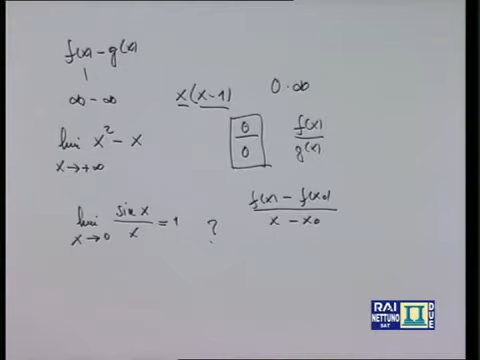 f(x) - g(x)
∞ - ∞
x(x-1)
0·∞
lim x² - x
x→+∞
0
0
f(x)
g(x)
lim sin x / x = 1
x→0
?
f(x) - f(x₀)
x - x₀
RAI
NETTUNO
SAT
DUE